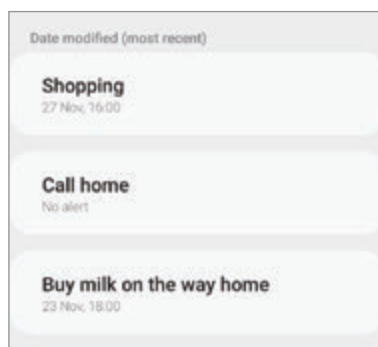 Date modified (most recent)
Shopping
27 Nov, 16:00
Call home
No alert
Buy milk on the way home
23 Nov, 18:00